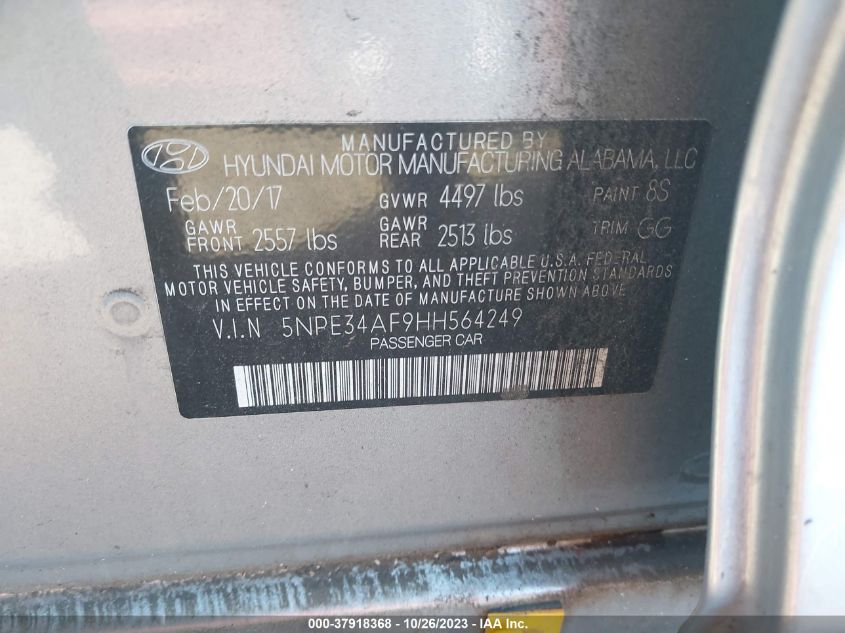 MANUFACTURED BY
HYUNDAI MOTOR MANUFACTURING ALABAMA, LLC
Feb/20/17 GVWR 4497 lbs PAINT 8S
GAWR FRONT 2557 lbs GAWR REAR 2513 lbs TRIM GG
THIS VEHICLE CONFORMS TO ALL APPLICABLE U.S.A. FEDERAL
MOTOR VEHICLE SAFETY, BUMPER, AND THEFT PREVENTION STANDARDS
IN EFFECT ON THE DATE OF MANUFACTURE SHOWN ABOVE.
V.I.N 5NPE34AF9HH564249
PASSENGER CAR
000-37918368 - 10/26/2023 - Copyright © 2023 - IAA, Inc.